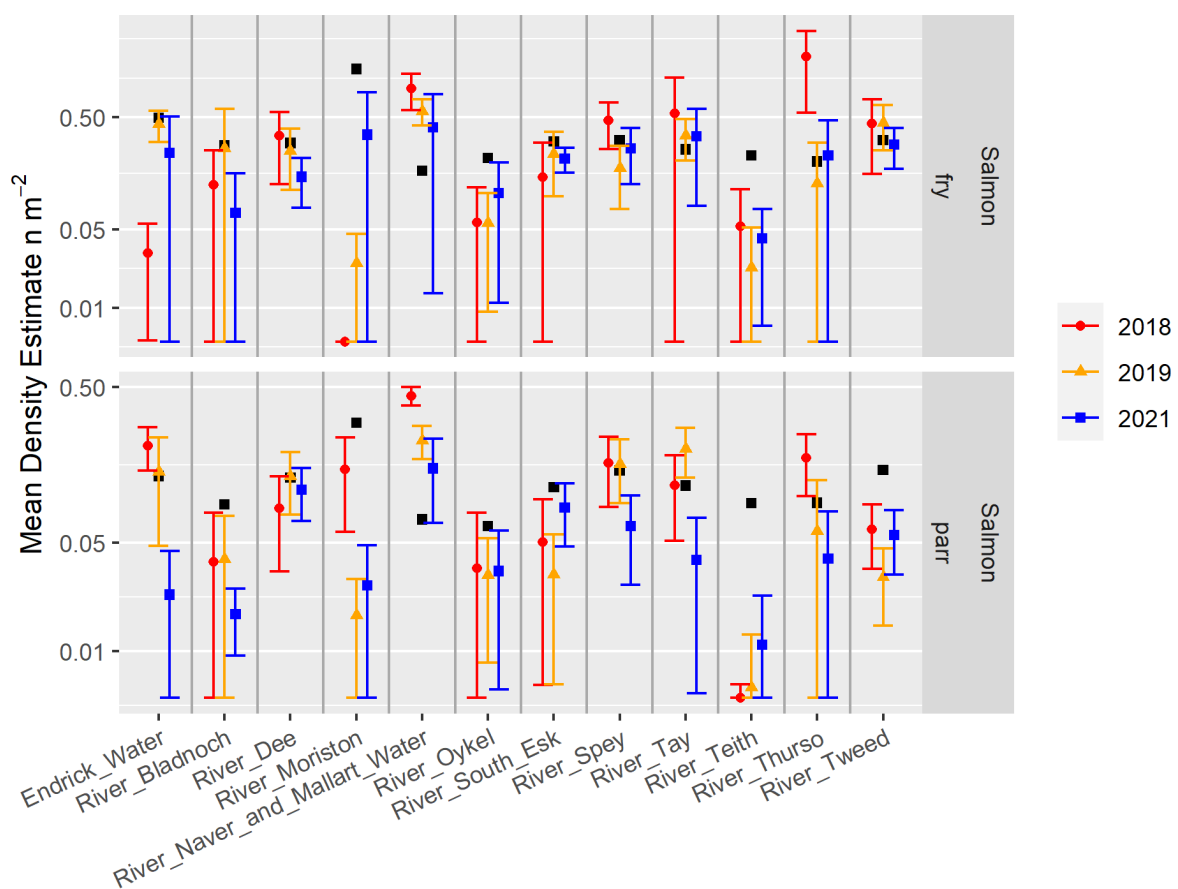 Mean Density Estimate n m⁻²
0.50
0.05
0.01
Salmon
fry
0.50
0.05
0.01
Salmon
parr
Endrick_Water
River_Bladnoch
River_Dee
River_Moriston
River_Naver_and_Mallart_Water
River_Oykel
River_South_Esk
River_Spey
River_Tay
River_Teith
River_Thurso
River_Tweed
2018
2019
2021